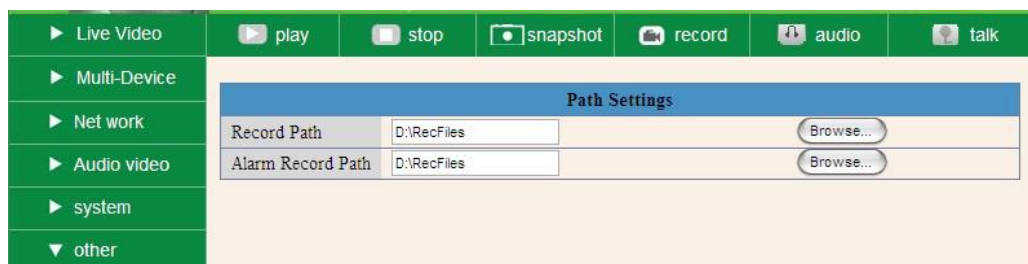 Live Video
Multi-Device
Net work
Audio video
system
other
play stop snapshot record audio talk
Path Settings
Record Path D:\RecFiles Browse...
Alarm Record Path D:\RecFiles Browse...